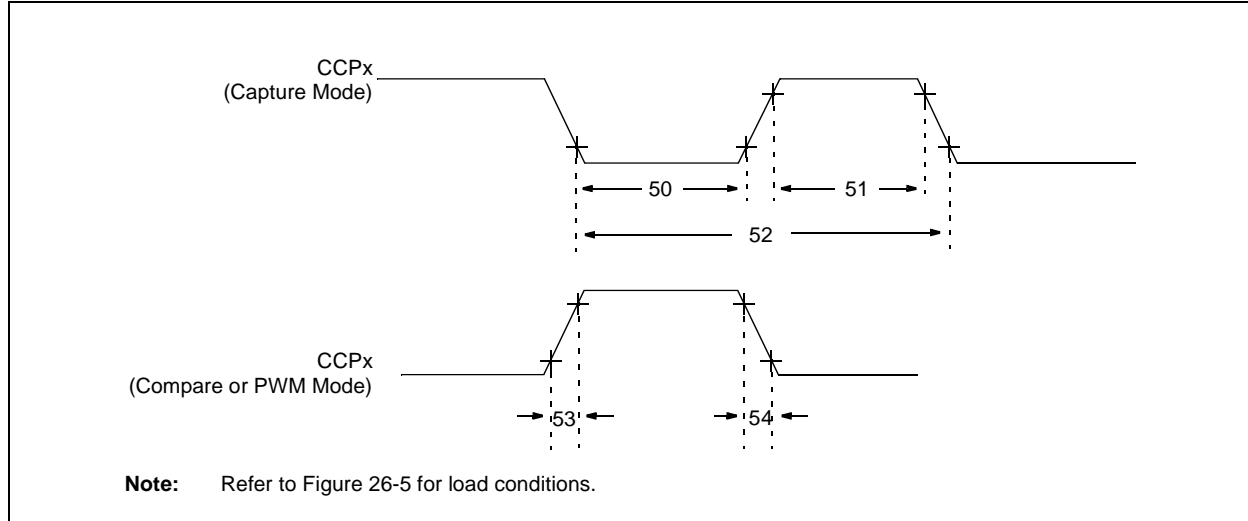 CCPx
(Capture Mode)
50
51
52
CCPx
(Compare or PWM Mode)
53
54
Note: Refer to Figure 26-5 for load conditions.